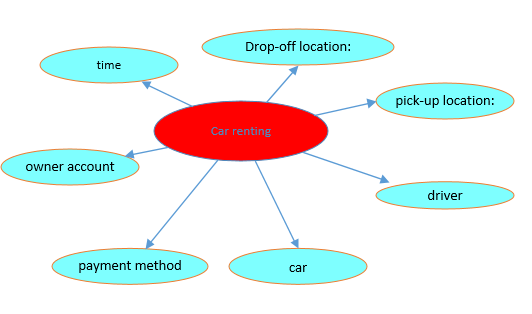 Drop-off location:
time
pick-up location:
Car renting
owner account
driver
payment method
car